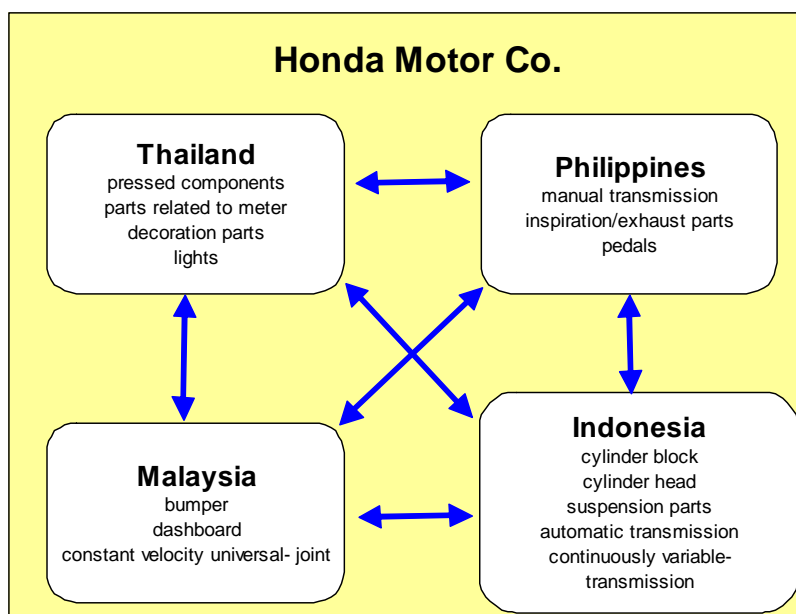 Honda Motor Co.
Thailand
pressed components
parts related to meter
decoration parts
lights
Philippines
manual transmission
inspiration/exhaust parts
pedals
Malaysia
bumper
dashboard
constant velocity universal- joint
Indonesia
cylinder block
cylinder head
suspension parts
automatic transmission
continuously variable-
transmission